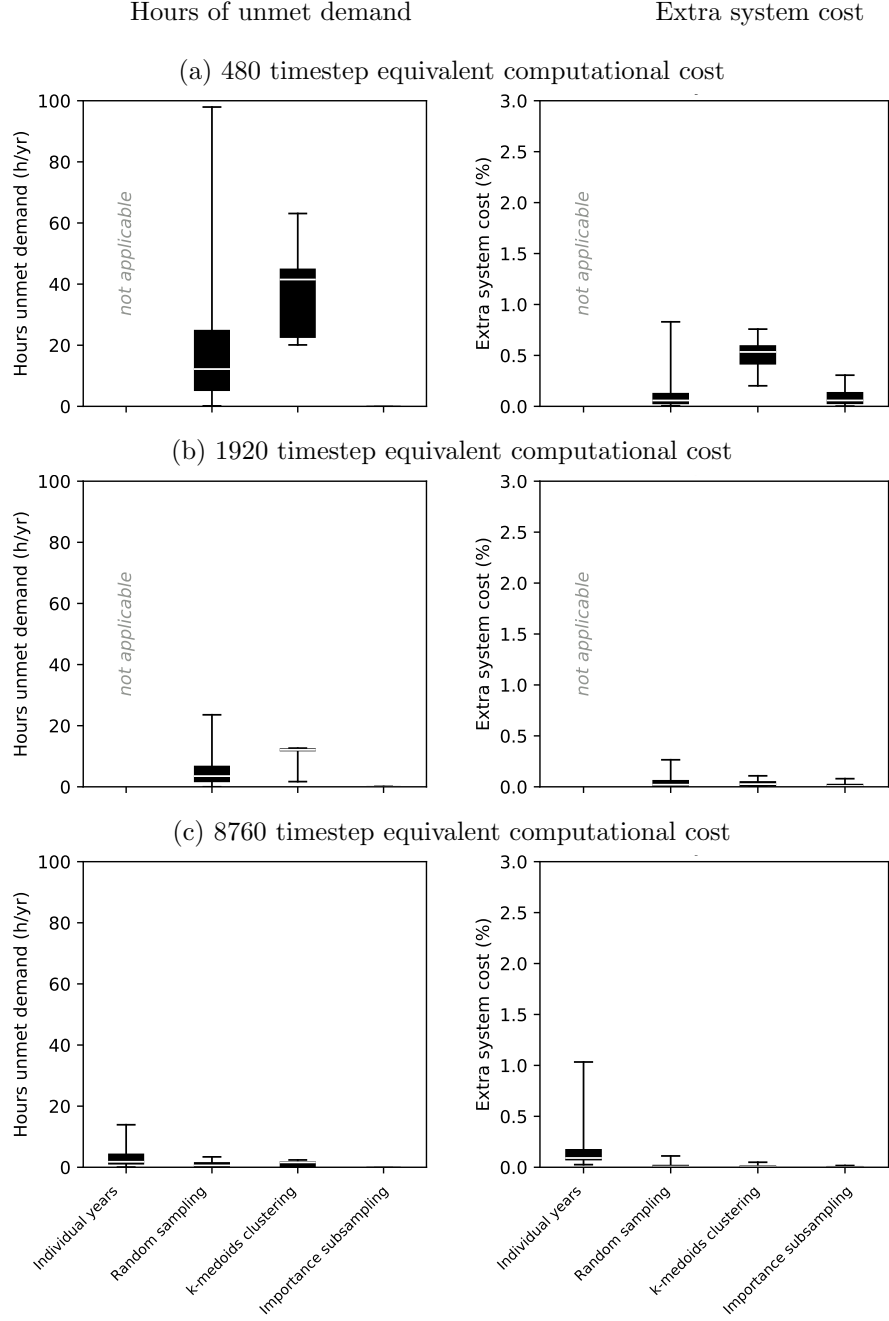 Hours of unmet demand Extra system cost
(a) 480 timestep equivalent computational cost
Hours unmet demand (h/yr)
100
80
60
40
20
0
not applicable
Extra system cost (%)
3.0
2.5
2.0
1.5
1.0
0.5
0.0
not applicable
(b) 1920 timestep equivalent computational cost
Hours unmet demand (h/yr)
100
80
60
40
20
0
not applicable
Extra system cost (%)
3.0
2.5
2.0
1.5
1.0
0.5
0.0
not applicable
(c) 8760 timestep equivalent computational cost
Hours unmet demand (h/yr)
100
80
60
40
20
0
Individual years
Random sampling
k-medoids clustering
Importance subsampling
Extra system cost (%)
3.0
2.5
2.0
1.5
1.0
0.5
0.0
Individual years
Random sampling
k-medoids clustering
Importance subsampling